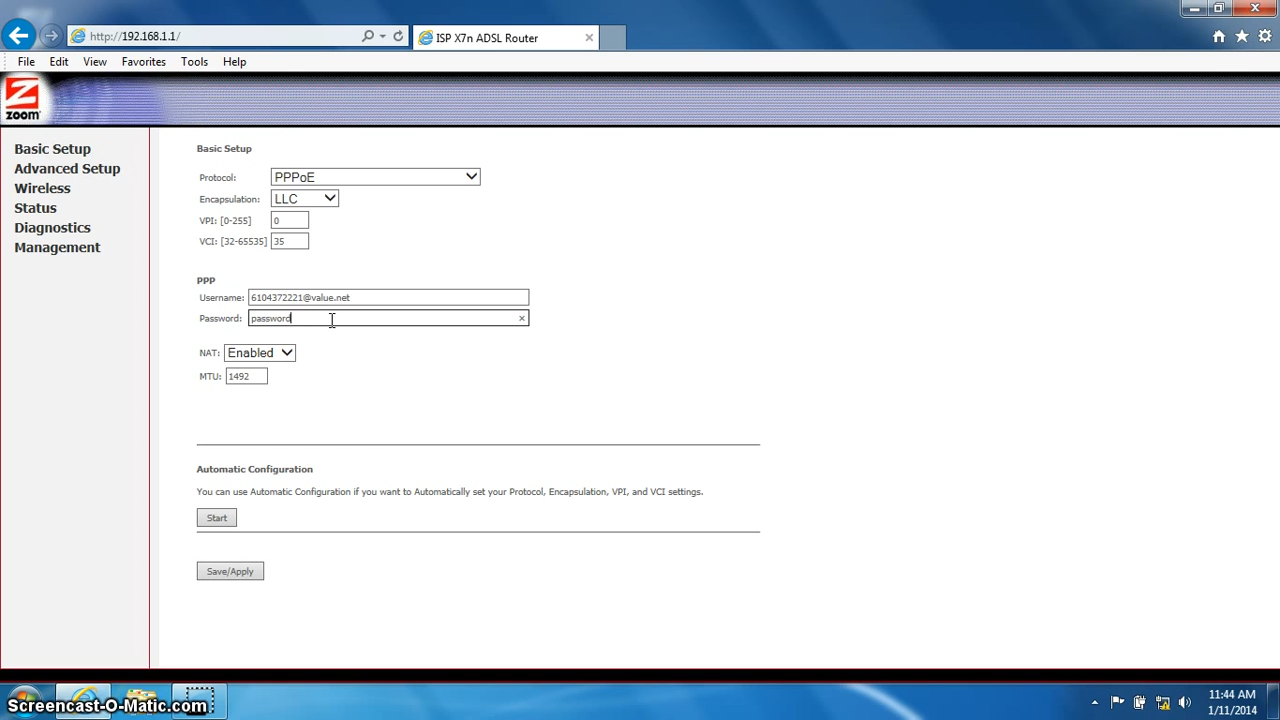 http://192.168.1.1/
ISP X7n ADSL Router
File Edit View Favorites Tools Help
zoom
Basic Setup
Advanced Setup
Wireless
Status
Diagnostics
Management
Basic Setup
Protocol: PPPoE
Encapsulation: LLC
VPI: [0-255] 0
VCI: [32-65535] 35
PPP
Username: 6104372221@value.net
Password: password
NAT: Enabled
MTU: 1492
Automatic Configuration
You can use Automatic Configuration if you want to Automatically set your Protocol, Encapsulation, VPI, and VCI settings.
Start
Save/Apply
Screencast-O-Matic.com
11:44 AM
1/11/2014